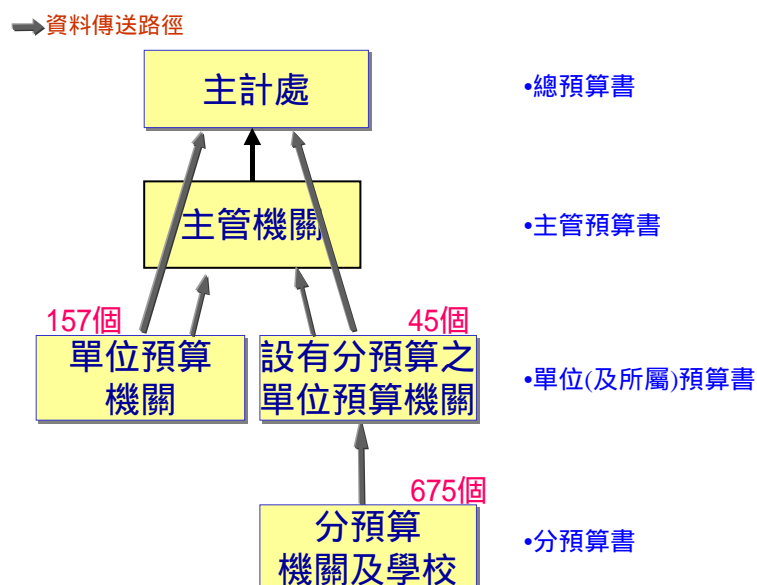 資料傳送路徑
主計處
•總預算書
主管機關
•主管預算書
157個
45個
單位預算
機關
設有分預算之
單位預算機關
•單位(及所屬)預算書
675個
分預算
機關及學校
•分預算書